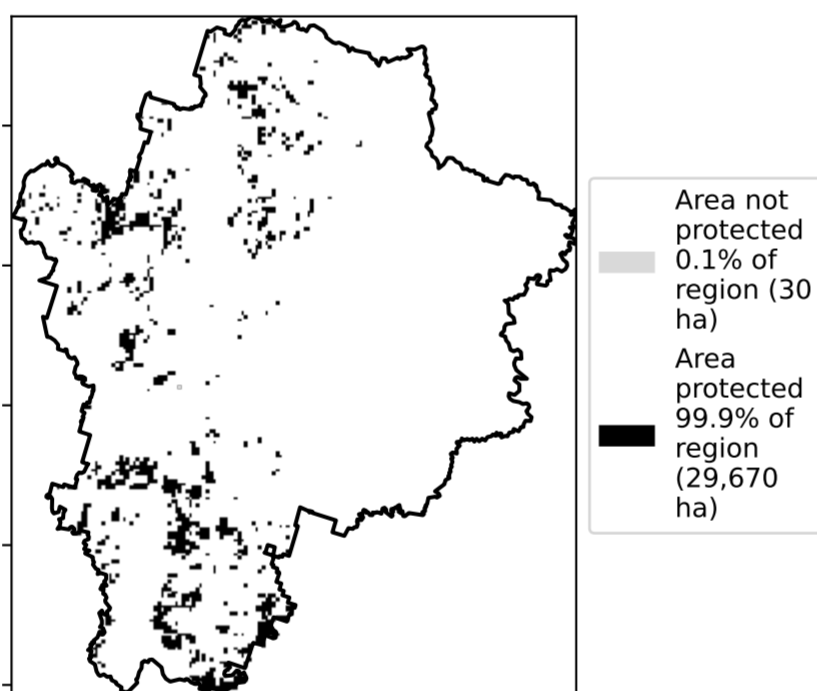 Area not
protected
0.1% of
region (30
ha)
Area
protected
99.9% of
region
(29,670
ha)